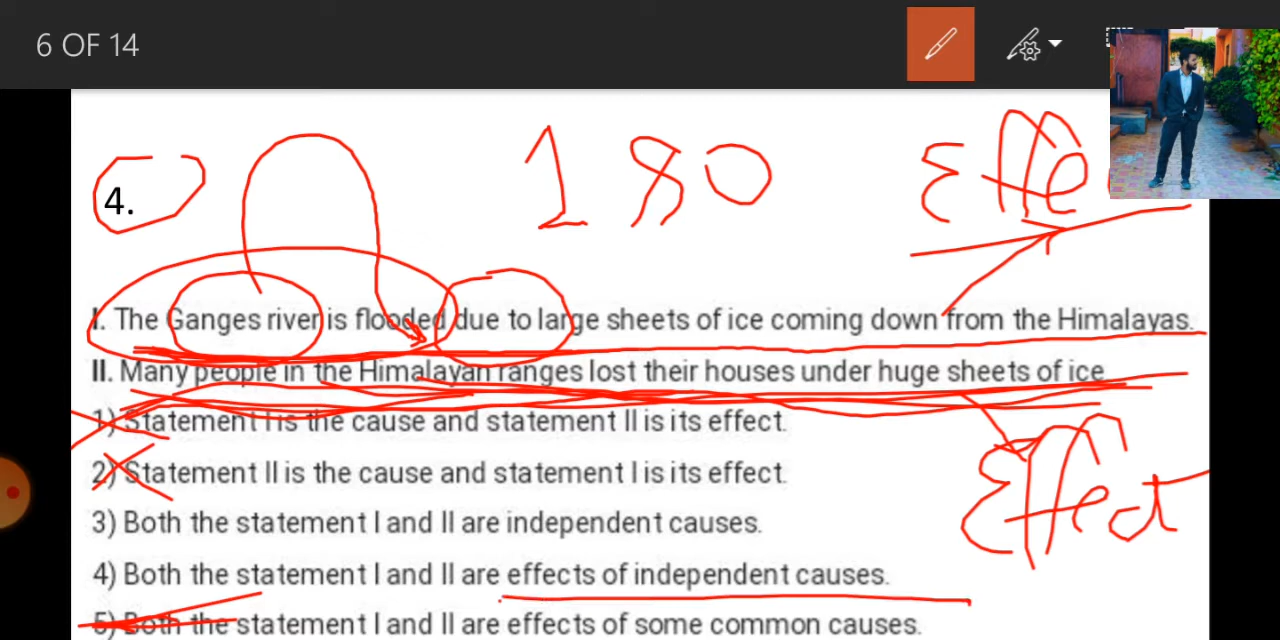 6 OF 14
4.
180
Effe
I. The Ganges river is flooded due to large sheets of ice coming down from the Himalayas.
II. Many people in the Himalayan ranges lost their houses under huge sheets of ice
1) Statement I is the cause and statement II is its effect.
2) Statement II is the cause and statement I is its effect.
3) Both the statement I and II are independent causes.
Effect
4) Both the statement I and II are effects of independent causes.
5) Both the statement I and II are effects of some common causes.